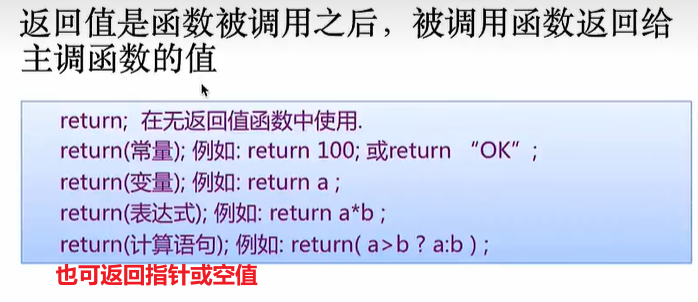 返回值是函数被调用之后，被调用函数返回给
主调函数的值
return;  在无返回值函数中使用.
return(常量); 例如: return 100; 或return “OK”;
return(变量); 例如: return a ;
return(表达式); 例如: return a*b ;
return(计算语句); 例如: return( a>b ? a:b ) ;
也可返回指针或空值